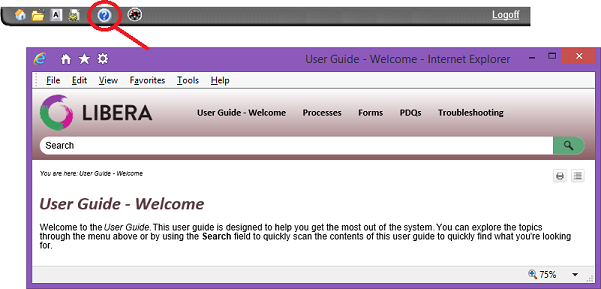 A
?
Logoff
User Guide - Welcome - Internet Explorer
File Edit View Favorites Tools Help
LIBERA
User Guide - Welcome Processes Forms PDQs Troubleshooting
Search
You are here: User Guide - Welcome
User Guide - Welcome
Welcome to the User Guide. This user guide is designed to help you get the most out of the system. You can explore the topics
through the menu above or by using the Search field to quickly scan the contents of this user guide to quickly find what you're looking
for.
75%